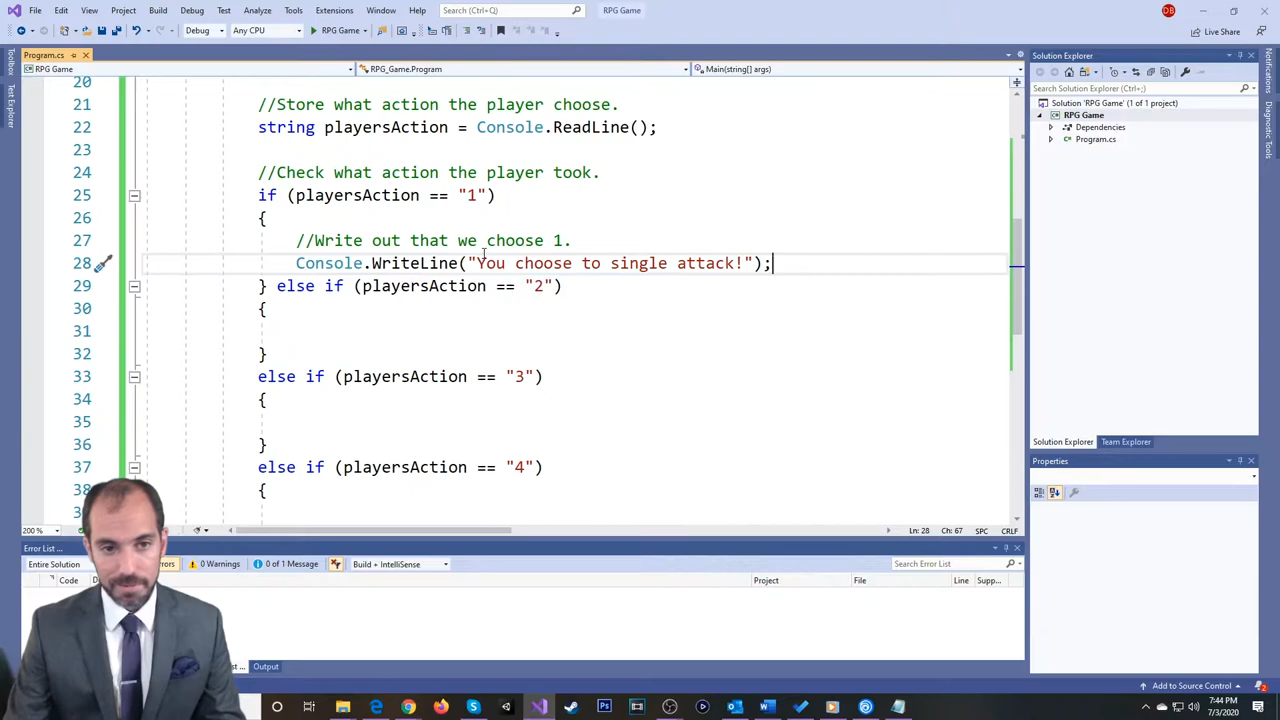 File Edit View Project Build Debug Test Analyze Tools Extensions Window Help Search (Ctrl+;) RPG Game DB
Debug Any CPU RPG Game Live Share
Program.cs
RPG Game RPG_Game.Program Main(string[] args)
Toolbox
Test Explorer
20
21 //Store what action the player choose.
22 string playersAction = Console.ReadLine();
23
24 //Check what action the player took.
25 if (playersAction == "1")
26 {
27 //Write out that we choose 1.
28 Console.WriteLine("You choose to single attack!");
29 } else if (playersAction == "2")
30 {
31
32 }
33 else if (playersAction == "3")
34 {
35
36 }
37 else if (playersAction == "4")
38 {
200 % Ln: 28 Ch: 67 SPC CRLF
Error List ...
Entire Solution 0 Warnings 0 of 1 Message Build + IntelliSense Search Error List
Code Project File Line Supp...
Output
Solution Explorer
Search Solution Explorer (Ctrl+;)
Solution 'RPG Game' (1 of 1 project)
RPG Game
Dependencies
Program.cs
Solution Explorer Team Explorer
Properties
Notifications
Diagnostic Tools
Add to Source Control 2
7:44 PM
7/3/2020